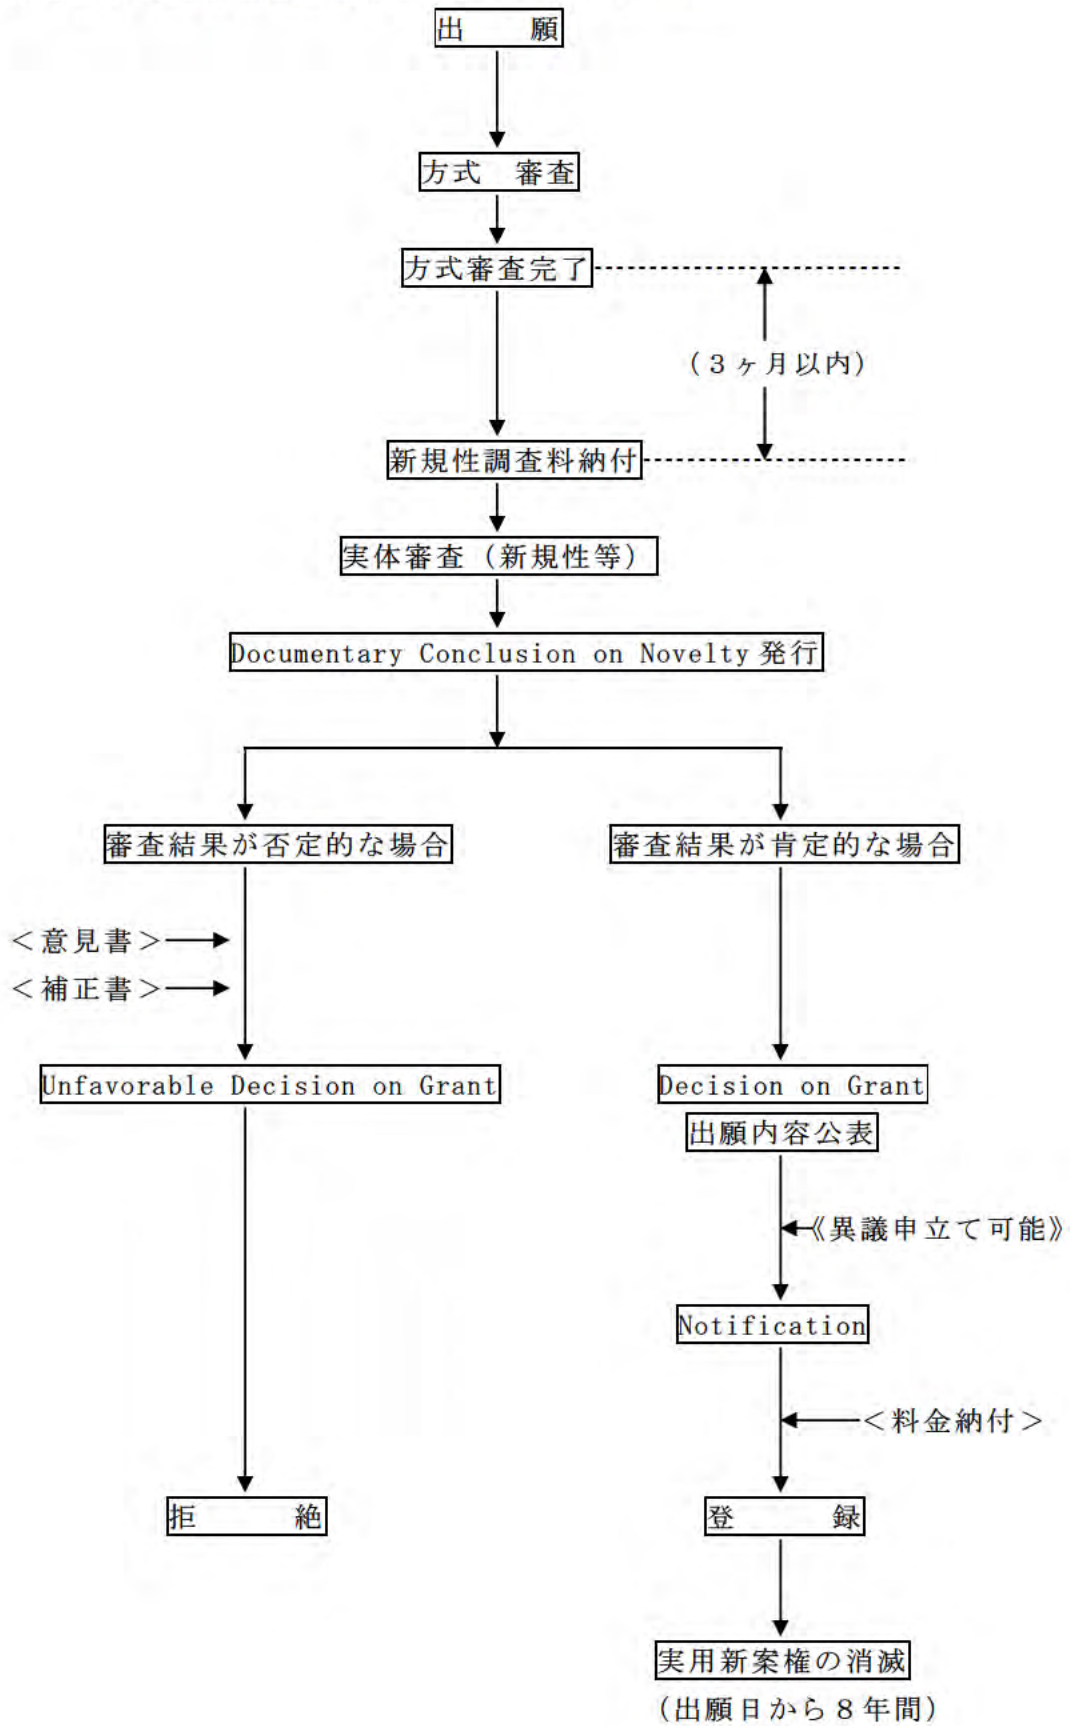 出　　願
方式　審査
方式審査完了
（３ヶ月以内）
新規性調査料納付
実体審査（新規性等）
Documentary Conclusion on Novelty 発行
審査結果が否定的な場合
審査結果が肯定的な場合
＜意見書＞
＜補正書＞
Unfavorable Decision on Grant
Decision on Grant
出願内容公表
《異議申立て可能》
Notification
＜料金納付＞
拒　　　絶
登　　　録
実用新案権の消滅
（出願日から８年間）